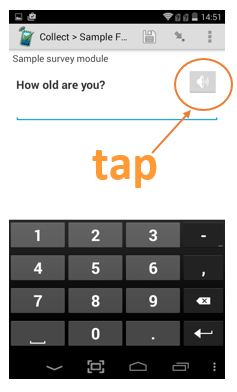 14:51
Collect > Sample F...
Sample survey module
How old are you?
tap
1 2 3 -
4 5 6 ,
7 8 9
0 .